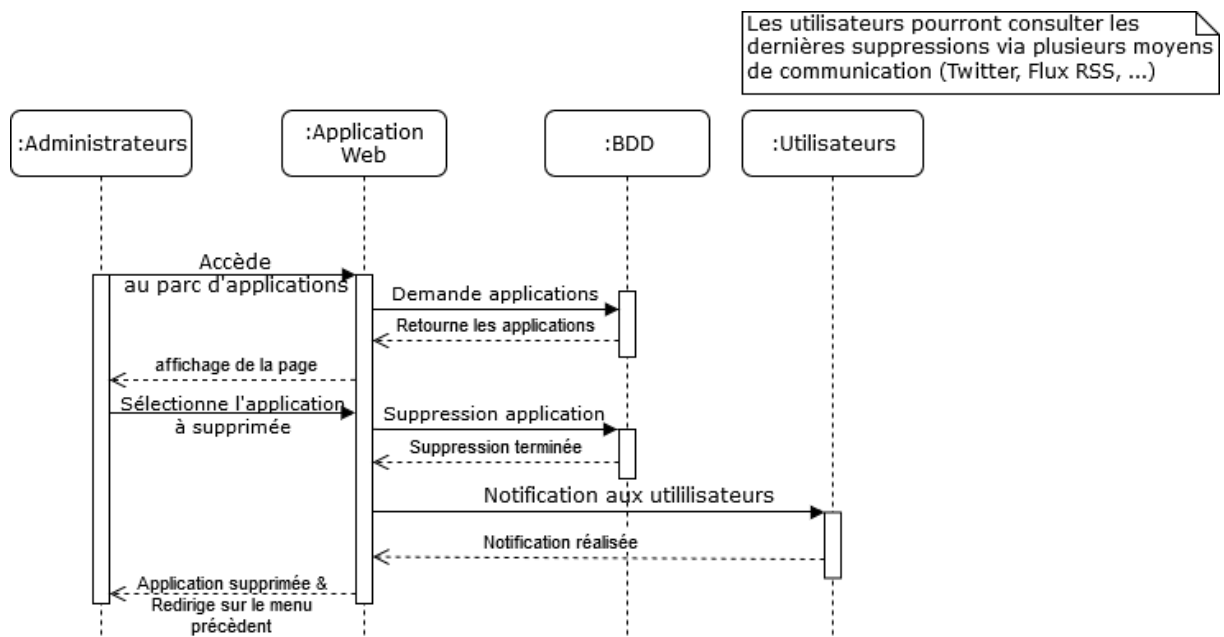 Les utilisateurs pourront consulter les
dernières suppressions via plusieurs moyens
de communication (Twitter, Flux RSS, ...)
:Administrateurs
:Application
Web
:BDD
:Utilisateurs
Accède
au parc d'applications
Demande applications
Retourne les applications
affichage de la page
Sélectionne l'application
à supprimée
Suppression application
Suppression terminée
Notification aux utililisateurs
Notification réalisée
Application supprimée &
Redirige sur le menu
précèdent